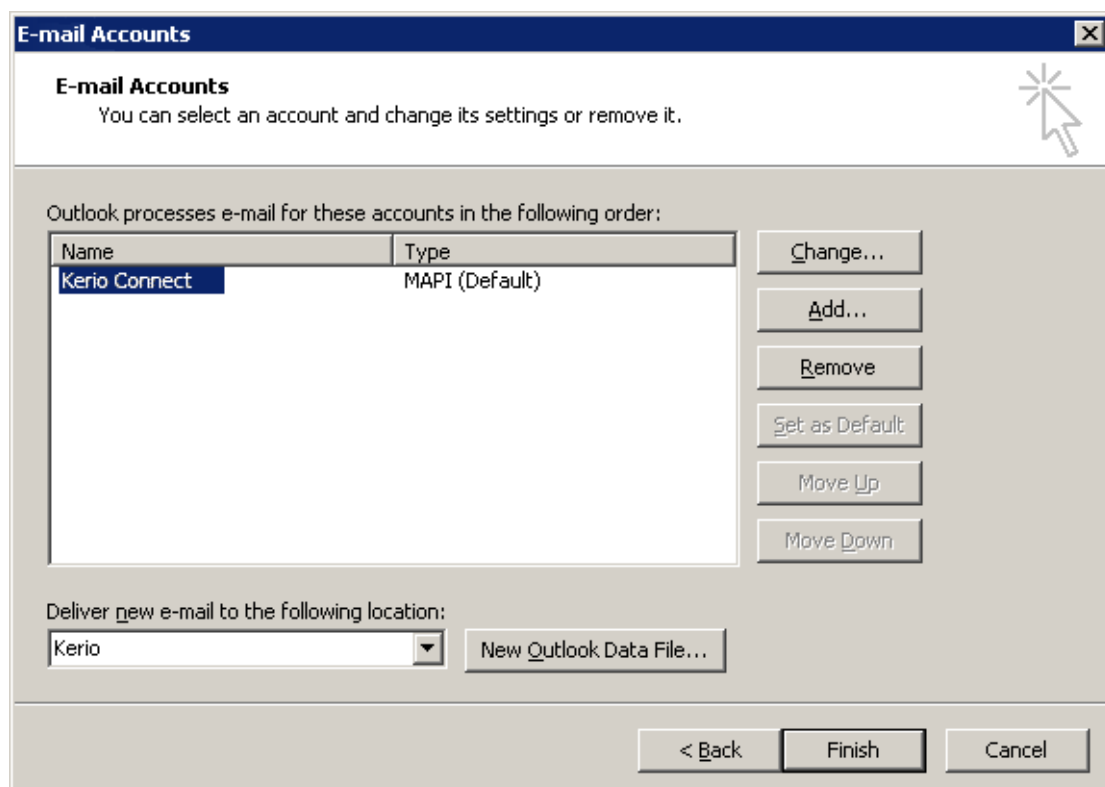 E-mail Accounts
E-mail Accounts
You can select an account and change its settings or remove it.
Outlook processes e-mail for these accounts in the following order:
Name Type
Kerio Connect MAPI (Default)
Change...
Add...
Remove
Set as Default
Move Up
Move Down
Deliver new e-mail to the following location:
Kerio New Outlook Data File...
< Back Finish Cancel